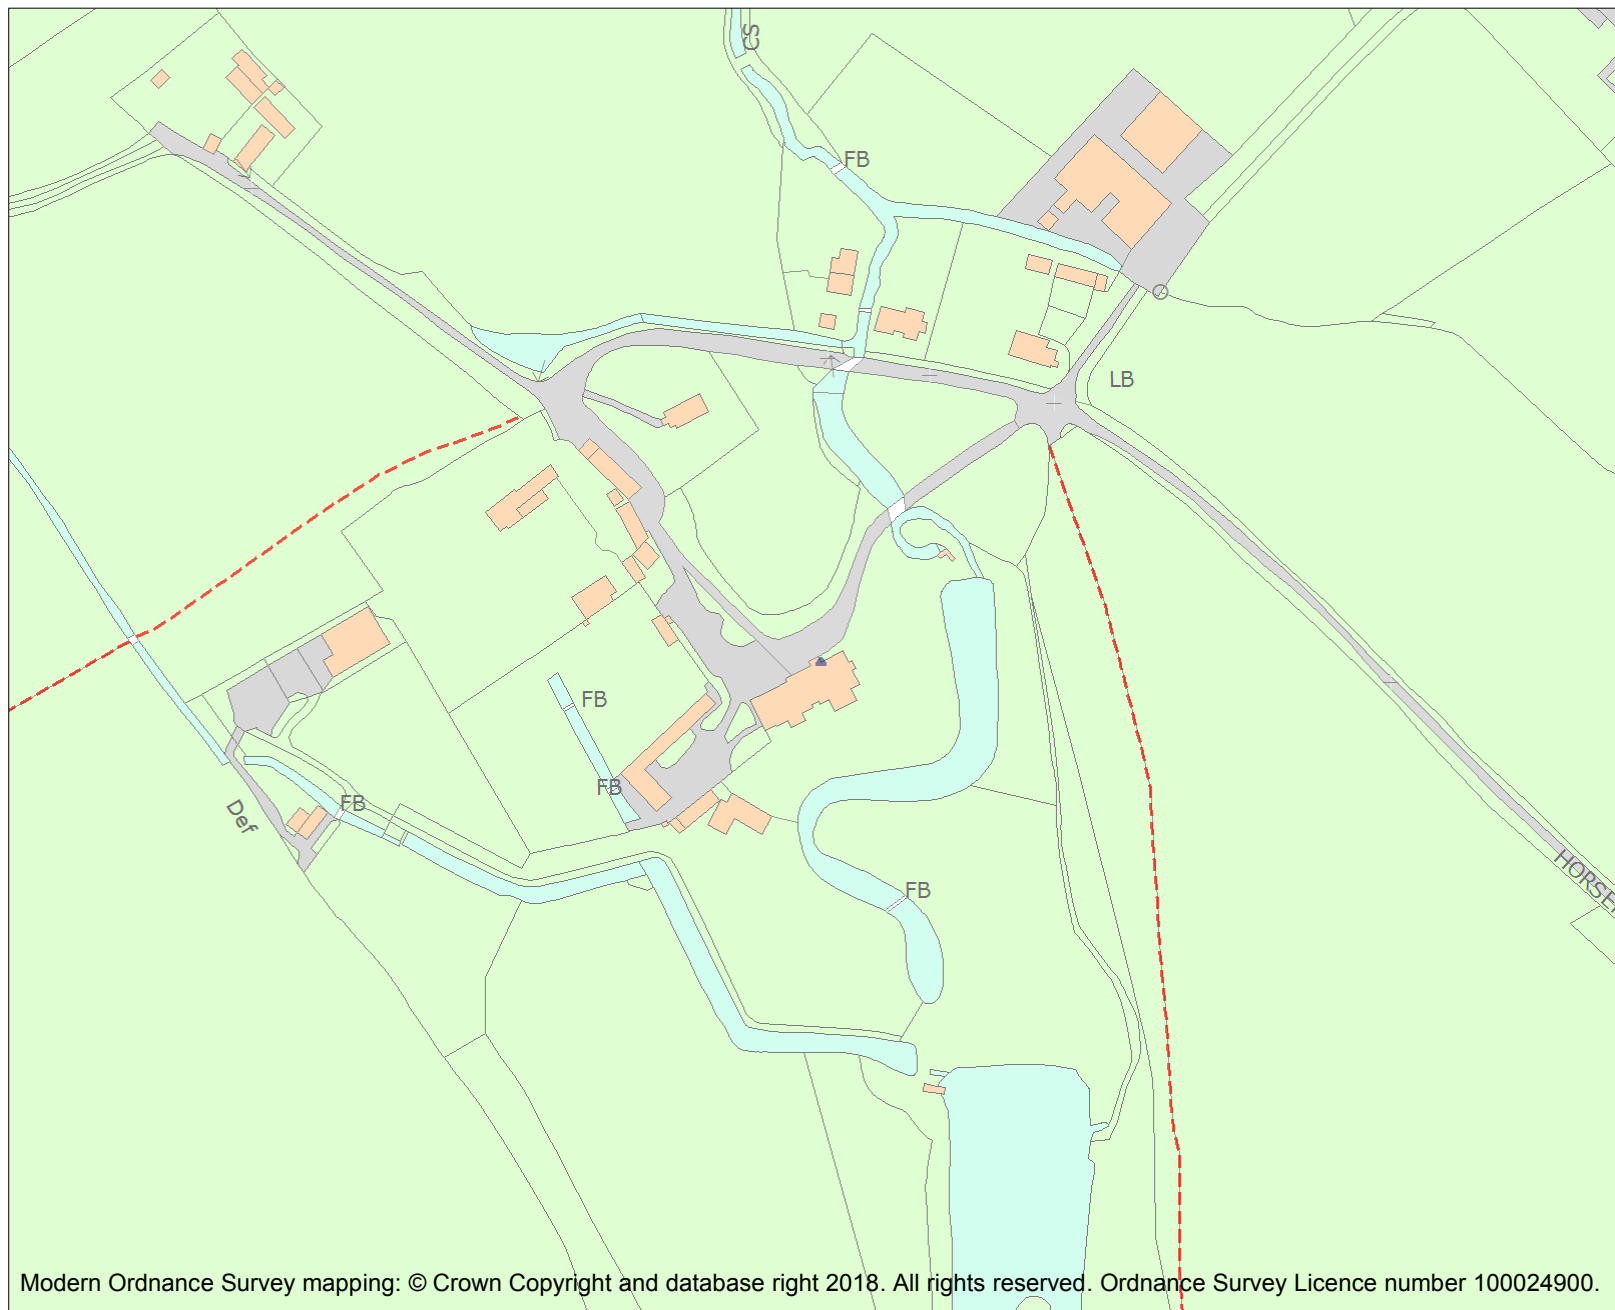 CS
FB
LB
FB
FB
FB
Def
FB
Modern Ordnance Survey mapping: © Crown Copyright and database right 2018. All rights reserved. Ordnance Survey Licence number 100024900.